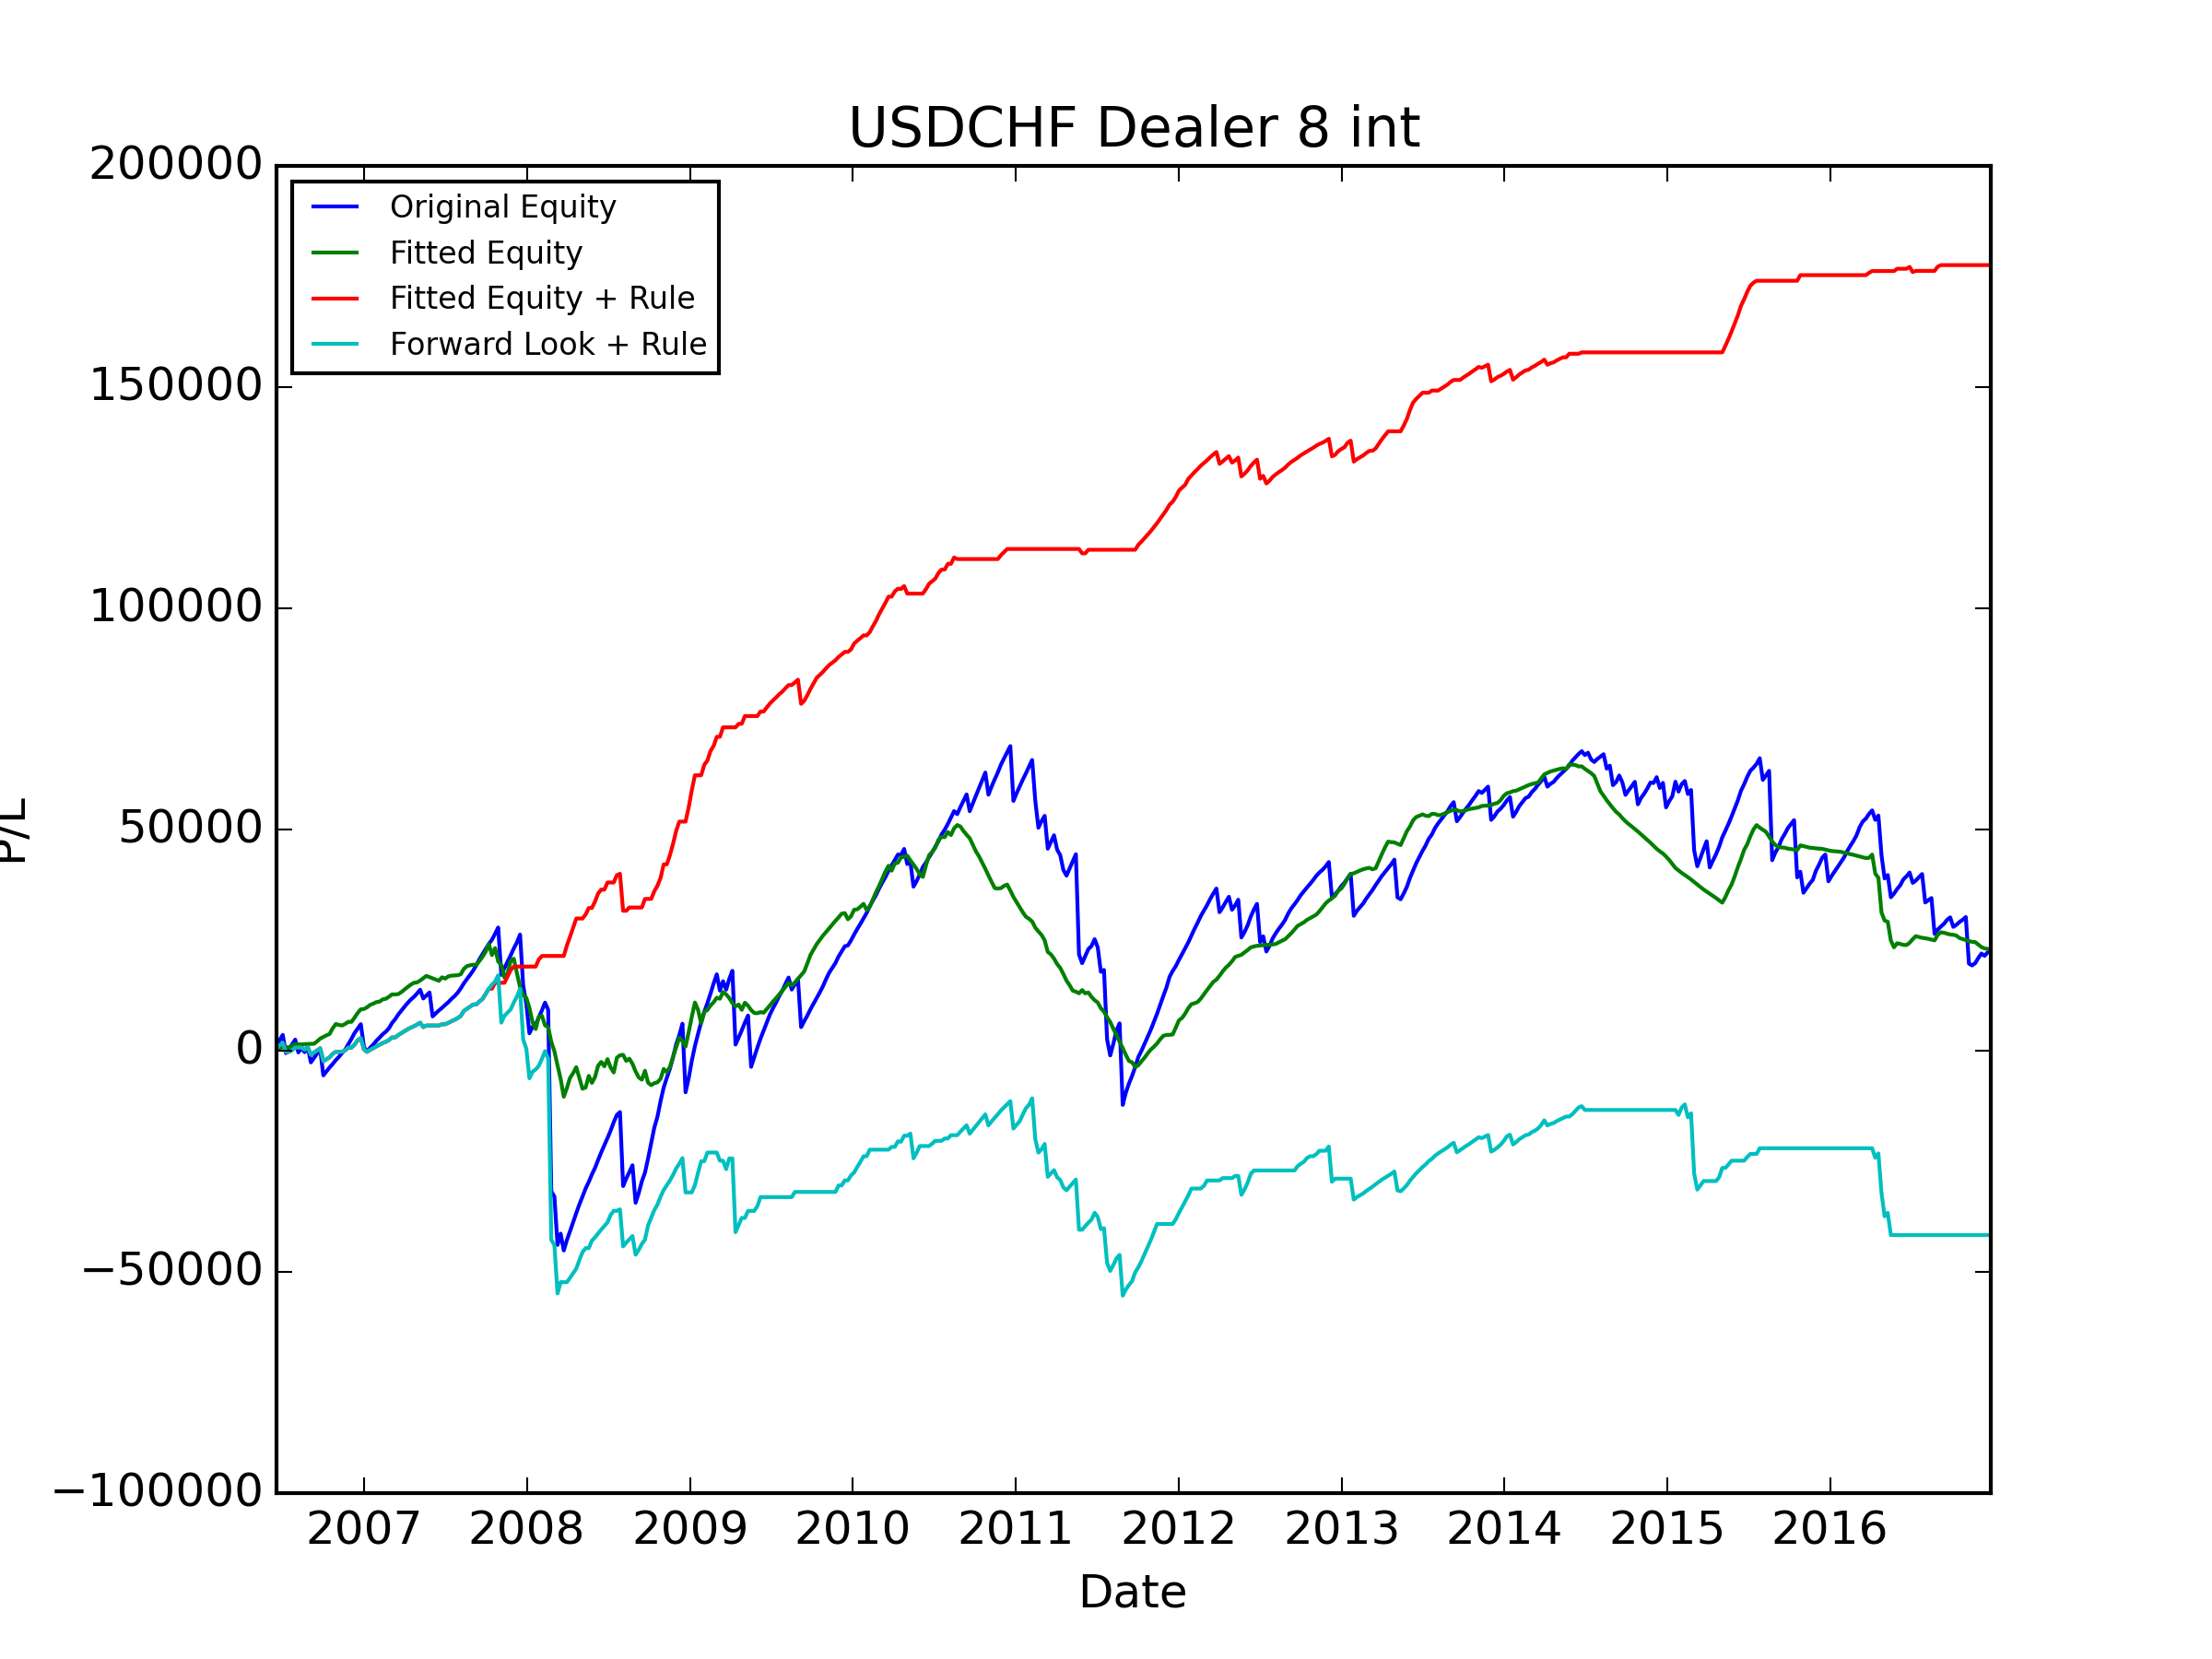 USDCHF Dealer 8 int
200000
150000
100000
50000
0
−50000
−100000
P/L
Original Equity
Fitted Equity
Fitted Equity + Rule
Forward Look + Rule
2007 2008 2009 2010 2011 2012 2013 2014 2015 2016
Date